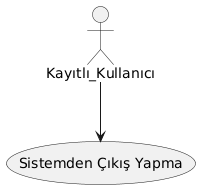 Kayıtlı_Kullanıcı
Sistemden Çıkış Yapma